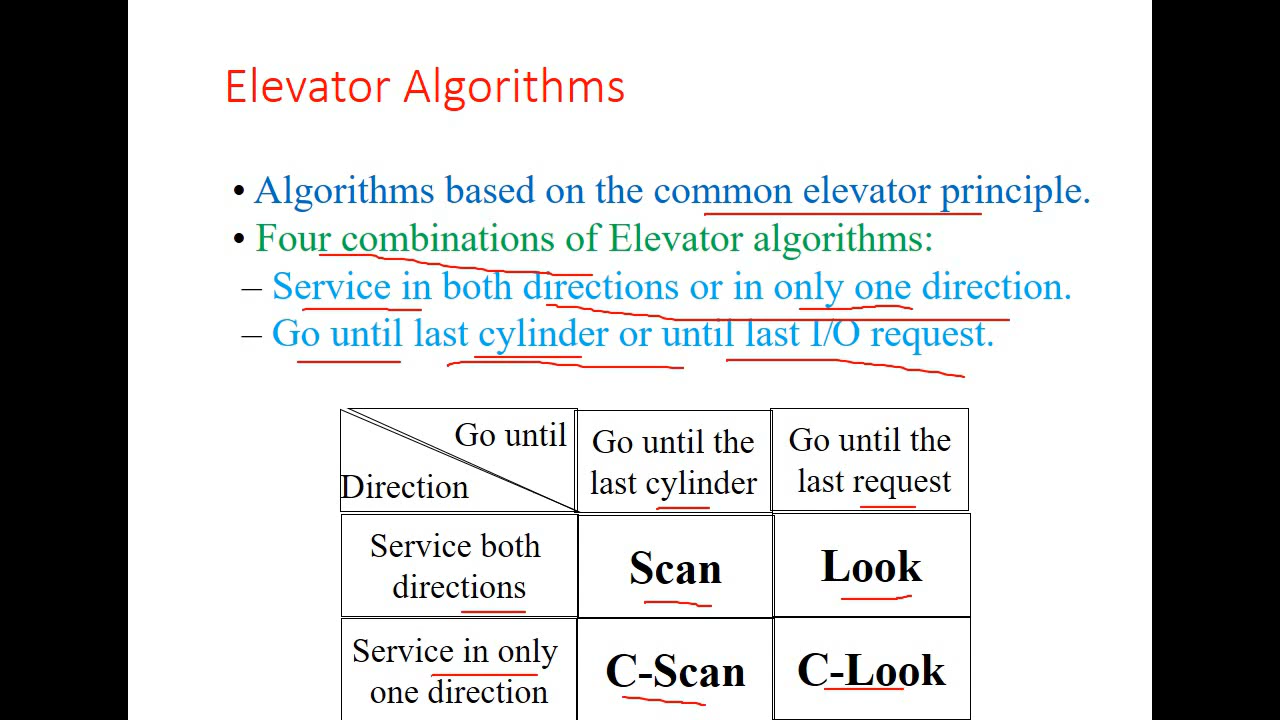 Elevator Algorithms
• Algorithms based on the common elevator principle.
• Four combinations of Elevator algorithms:
– Service in both directions or in only one direction.
– Go until last cylinder or until last I/O request.
Go until
Direction
Go until the
last cylinder
Go until the
last request
Service both
directions
Scan
Look
Service in only
one direction
C-Scan
C-Look